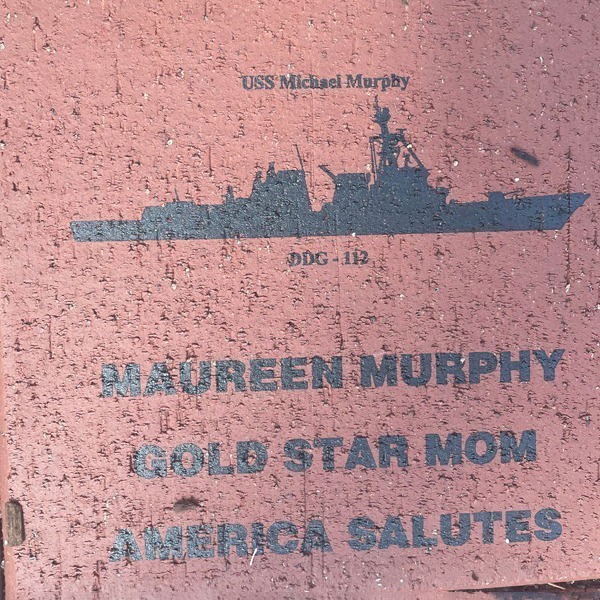 USS Michael Murphy
DDG - 112
MAUREEN MURPHY
GOLD STAR MOM
AMERICA SALUTES